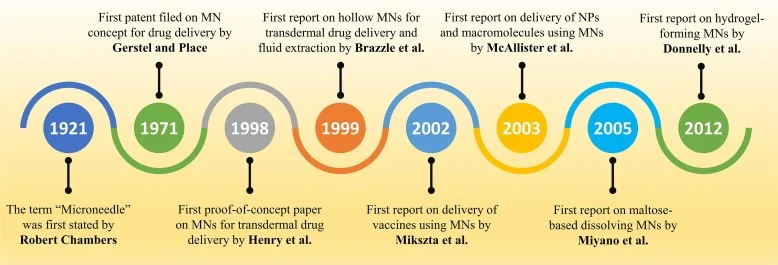 First patent filed on MN
concept for drug delivery by
Gerstel and Place
First report on hollow MNs for
transdermal drug delivery and
fluid extraction by Brazzle et al.
First report on delivery of NPs
and macromolecules using MNs
by McAllister et al.
First report on hydrogel-
forming MNs by
Donnelly et al.
1921
1971
1998
1999
2002
2003
2005
2012
The term “Microneedle”
was first stated by
Robert Chambers
First proof-of-concept paper
on MNs for transdermal drug
delivery by Henry et al.
First report on delivery of
vaccines using MNs by
Mikszta et al.
First report on maltose-
based dissolving MNs by
Miyano et al.